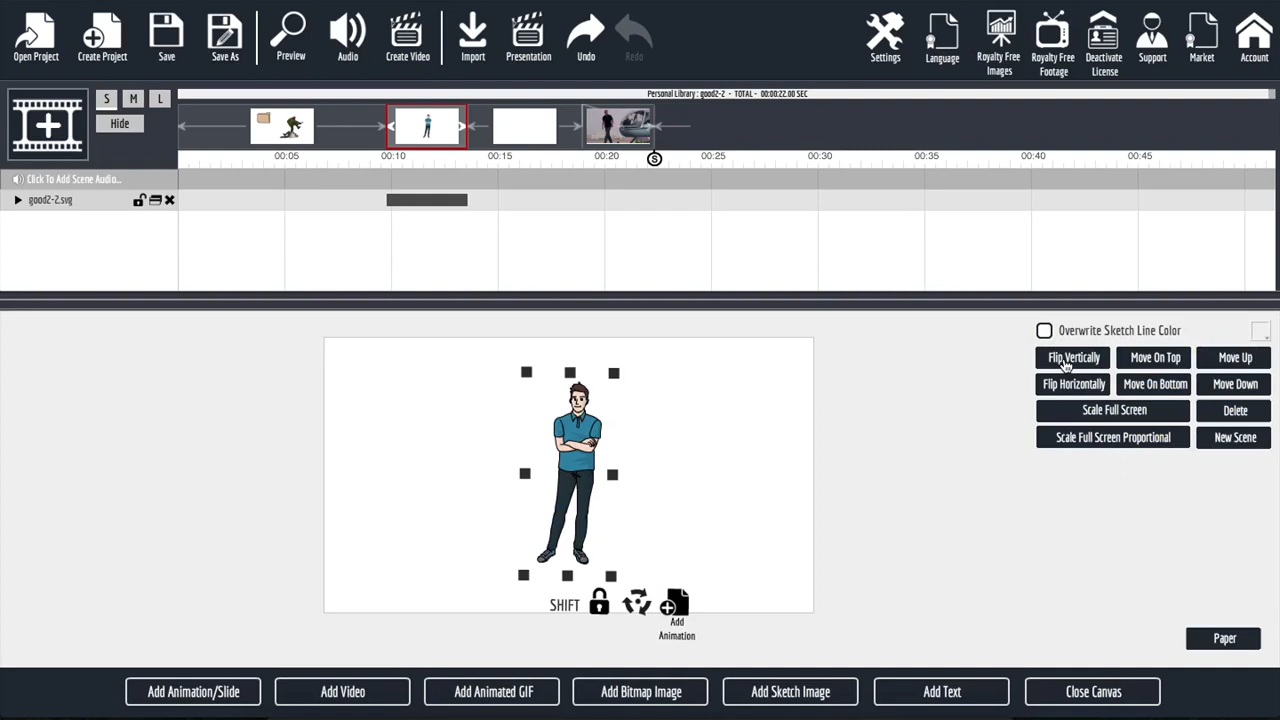 Open Project Create Project Save Save As Preview Audio Create Video Import Presentation Undo Redo Settings Language Royalty Free Images Royalty Free Footage Deactivate License Support Market Account
S M L
Hide
Personal Library : good2-2 - TOTAL - 00:00:22.00 SEC
00:05 00:10 00:15 00:20 00:25 00:30 00:35 00:40 00:45
S
Click To Add Scene Audio...
good2-2.svg
Overwrite Sketch Line Color
Flip Vertically Move On Top Move Up
Flip Horizontally Move On Bottom Move Down
Scale Full Screen Delete
Scale Full Screen Proportional New Scene
SHIFT
Add Animation
Paper
Add Animation/Slide Add Video Add Animated GIF Add Bitmap Image Add Sketch Image Add Text Close Canvas